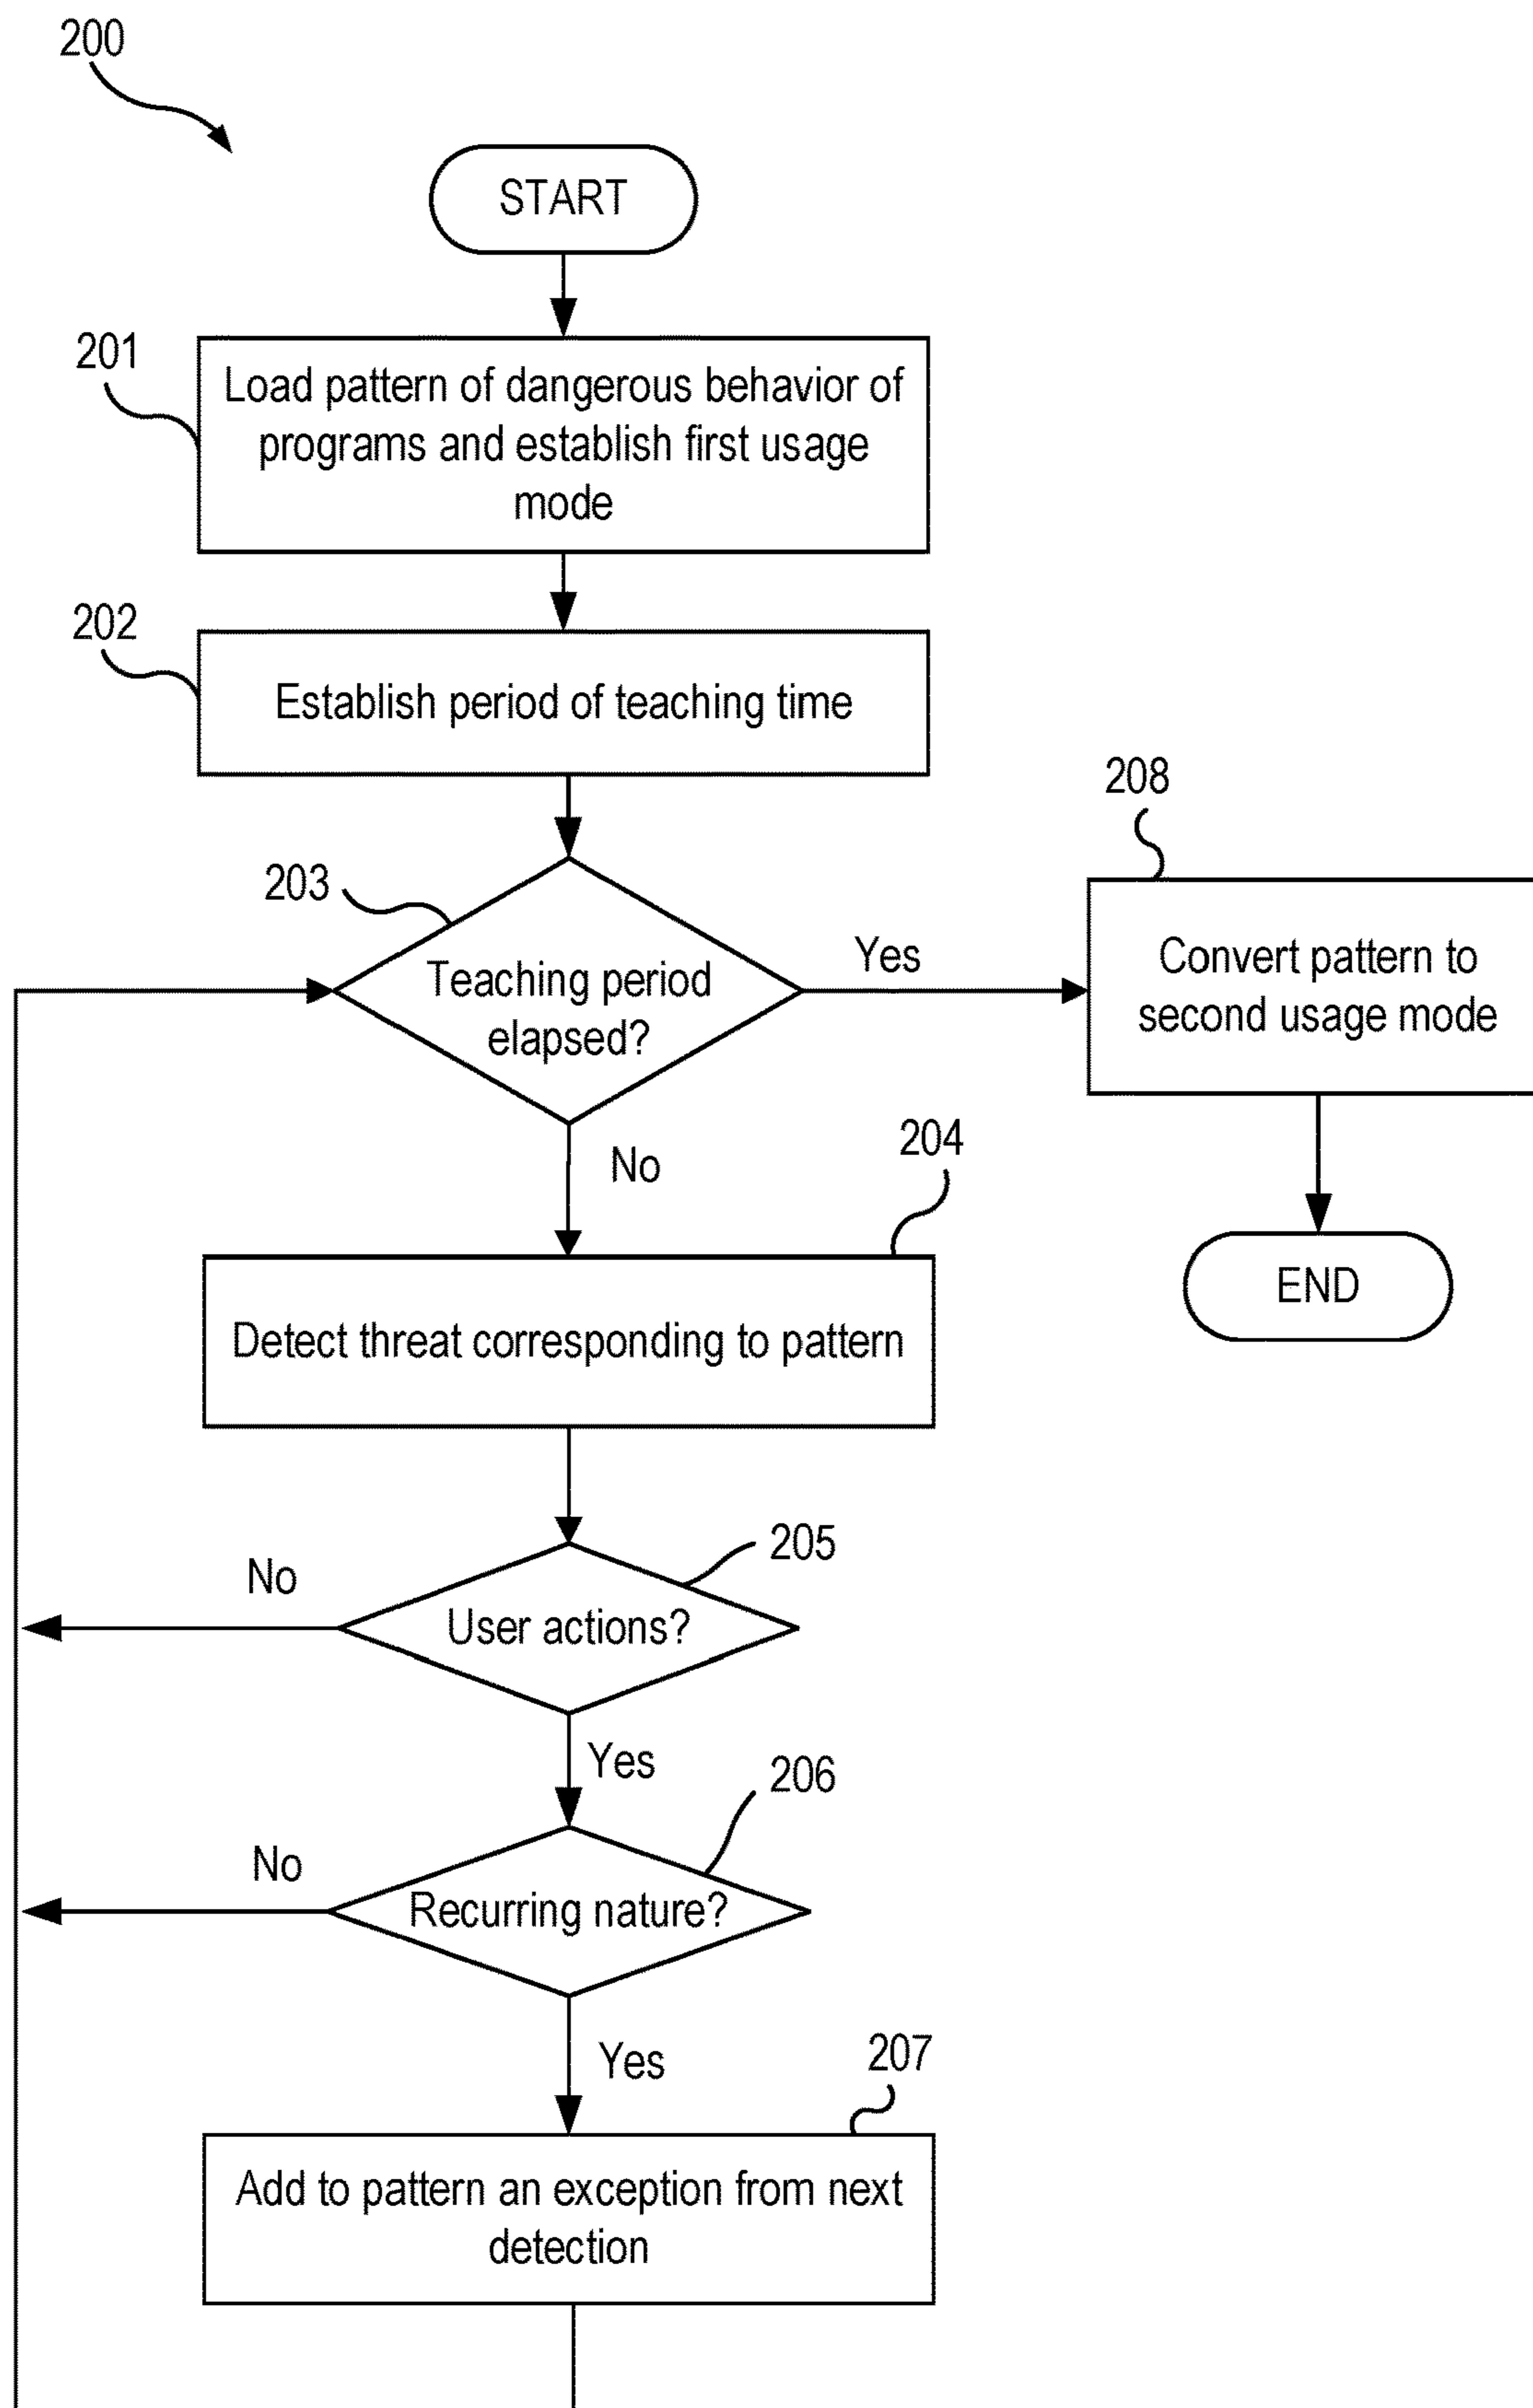 200
START
201
Load pattern of dangerous behavior of
programs and establish first usage
mode
202
Establish period of teaching time
208
203
Teaching period
elapsed?
Yes
Convert pattern to
second usage mode
No
204
END
Detect threat corresponding to pattern
205
No
User actions?
Yes
206
No
Recurring nature?
Yes
207
Add to pattern an exception from next
detection